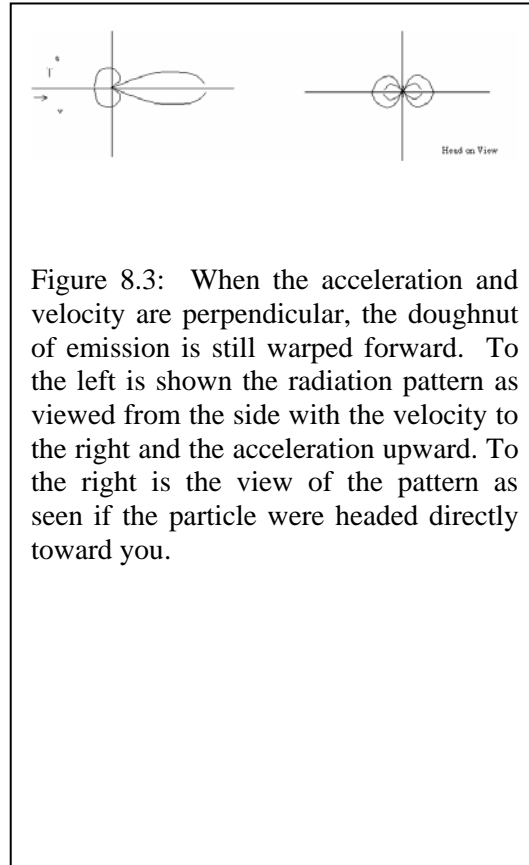 a
v
Head on View
Figure 8.3: When the acceleration and
velocity are perpendicular, the doughnut
of emission is still warped forward. To
the left is shown the radiation pattern as
viewed from the side with the velocity to
the right and the acceleration upward. To
the right is the view of the pattern as
seen if the particle were headed directly
toward you.